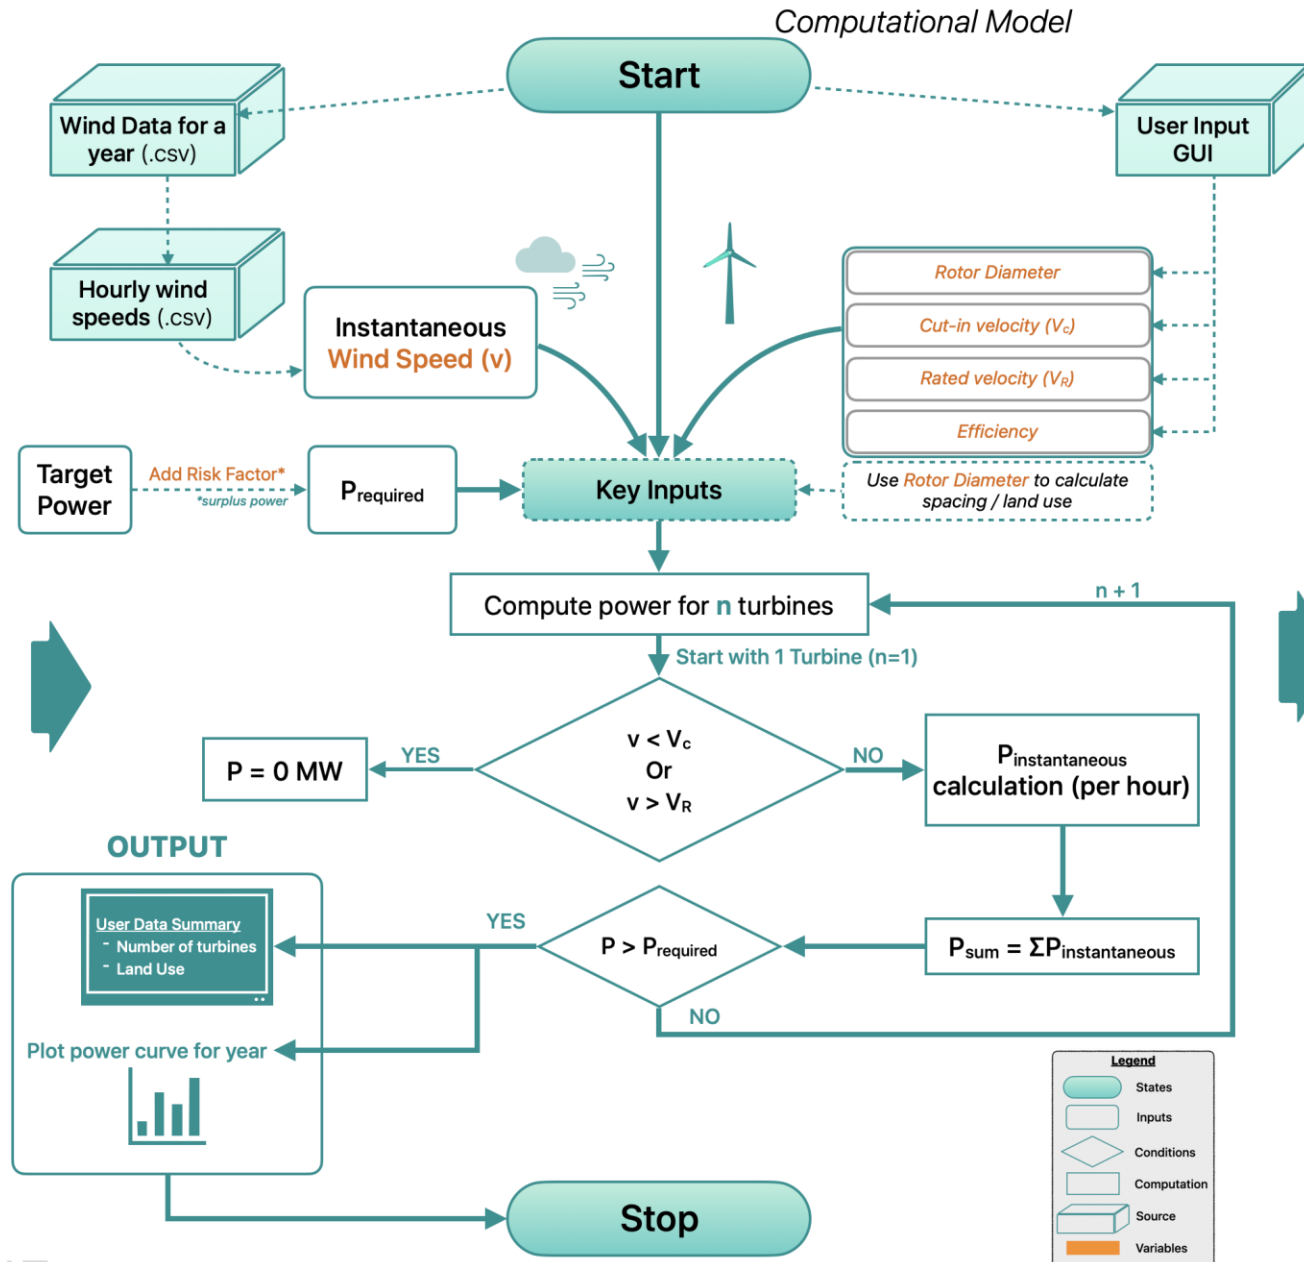 Computational Model
Start
Wind Data for a
year (.csv)
User Input
GUI
Hourly wind
speeds (.csv)
Instantaneous
Wind Speed (v)
Rotor Diameter
Cut-in velocity (Vc)
Rated velocity (VR)
Efficiency
Target
Power
Add Risk Factor*
*surplus power
Prequired
Key Inputs
Use Rotor Diameter to calculate
spacing / land use
Compute power for n turbines
n + 1
Start with 1 Turbine (n=1)
v < Vc
Or
v > VR
YES
NO
P = 0 MW
Pinstantaneous
calculation (per hour)
OUTPUT
User Data Summary
- Number of turbines
- Land Use
YES
P > Prequired
Psum = ΣPinstantaneous
NO
Plot power curve for year
Stop
Legend
States
Inputs
Conditions
Computation
Source
Variables